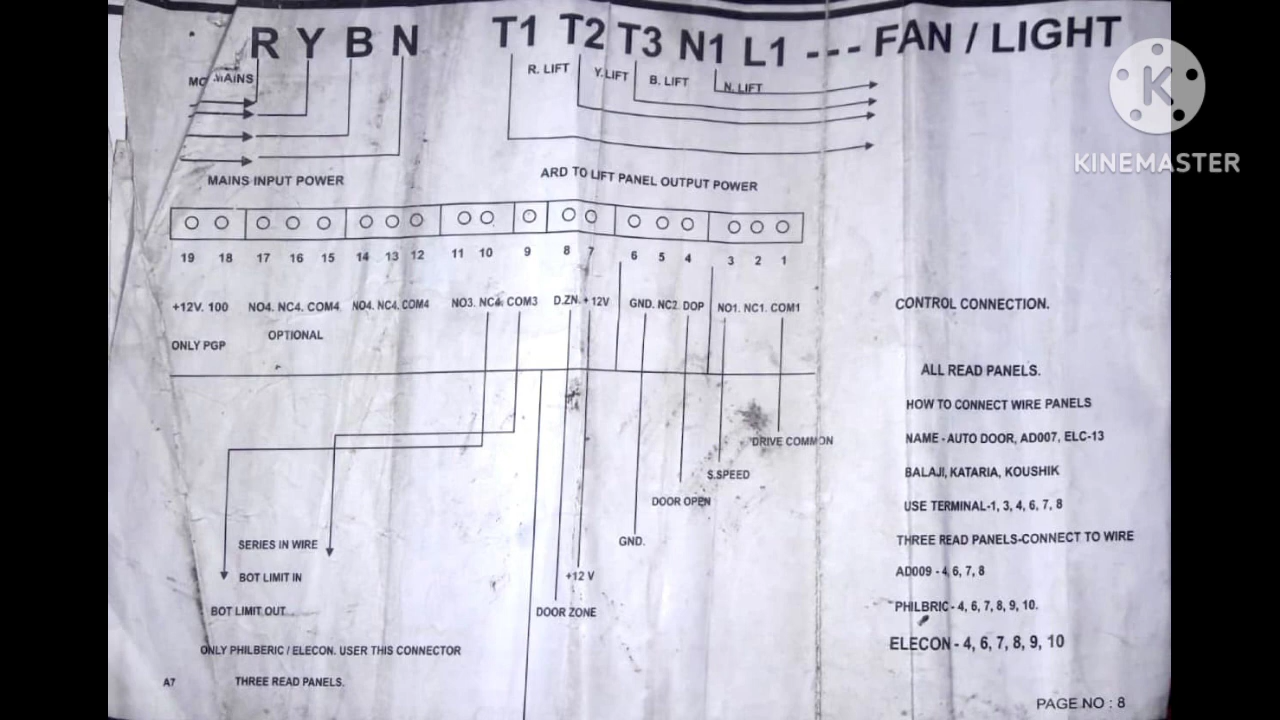 R Y B N T1 T2 T3 N1 L1 --- FAN / LIGHT
MAINS R. LIFT Y. LIFT B. LIFT N. LIFT
MAINS INPUT POWER ARD TO LIFT PANEL OUTPUT POWER
19 18 17 16 15 14 13 12 11 10 9 8 7 6 5 4 3 2 1
+12V. 100 NO4. NC4. COM4 NO4. NC4. COM4 NO3. NC4. COM3 D.ZN. + 12V GND. NC2. DOP NO1. NC1. COM1
ONLY PGP OPTIONAL
DRIVE COMMON
S.SPEED
DOOR OPEN
GND.
SERIES IN WIRE
+12 V
BOT LIMIT IN
DOOR ZONE
BOT LIMIT OUT
ONLY PHILBERIC / ELECON. USER THIS CONNECTOR
A7 THREE READ PANELS.
CONTROL CONNECTION.
ALL READ PANELS.
HOW TO CONNECT WIRE PANELS
NAME - AUTO DOOR, AD007, ELC-13
BALAJI, KATARIA, KOUSHIK
USE TERMINAL-1, 3, 4, 6, 7, 8
THREE READ PANELS-CONNECT TO WIRE
AD009 - 4, 6, 7, 8
PHILBRIC - 4, 6, 7, 8, 9, 10.
ELECON - 4, 6, 7, 8, 9, 10
PAGE NO : 8
K
KINEMASTER